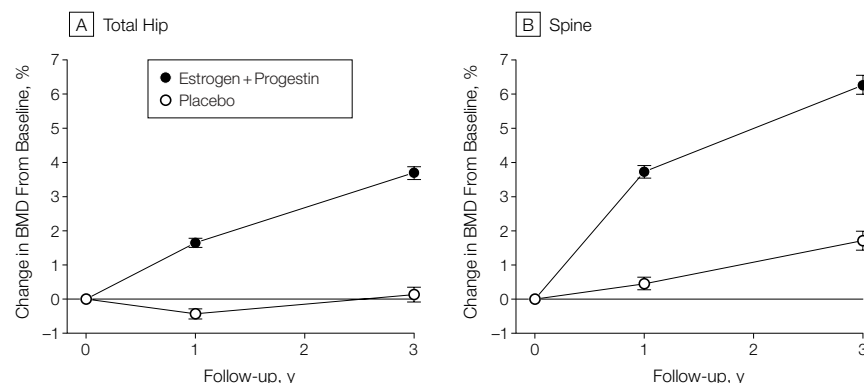 A Total Hip
Change in BMD From Baseline, %
7
6
5
4
3
2
1
0
−1
Estrogen + Progestin
Placebo
0 1 2 3
Follow-up, y
B Spine
Change in BMD From Baseline, %
7
6
5
4
3
2
1
0
−1
0 1 2 3
Follow-up, y